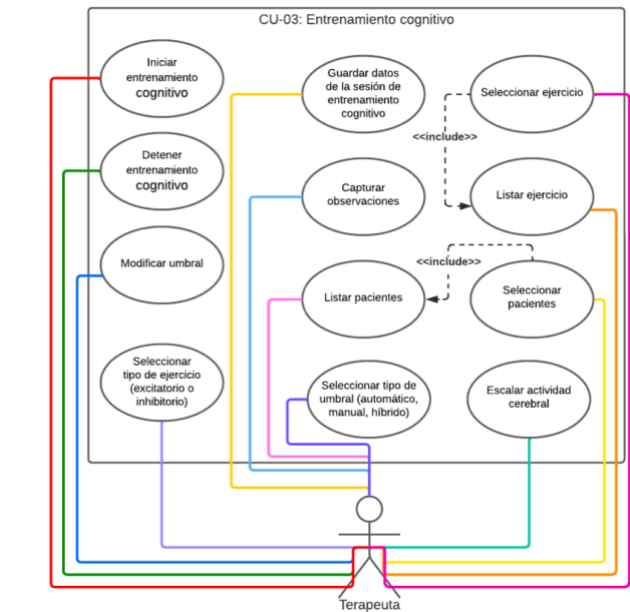 CU-03: Entrenamiento cognitivo
Iniciar
entrenamiento
cognitivo
Guardar datos
de la sesión de
entrenamiento
cognitivo
Seleccionar ejercicio
<<include>>
Detener
entrenamiento
cognitivo
Capturar
observaciones
Listar ejercicio
Modificar umbral
<<include>>
Listar pacientes
Seleccionar
pacientes
Seleccionar
tipo de ejercicio
(excitatorio o
inhibitorio)
Seleccionar tipo de
umbral (automático,
manual, híbrido)
Escalar actividad
cerebral
Terapeuta